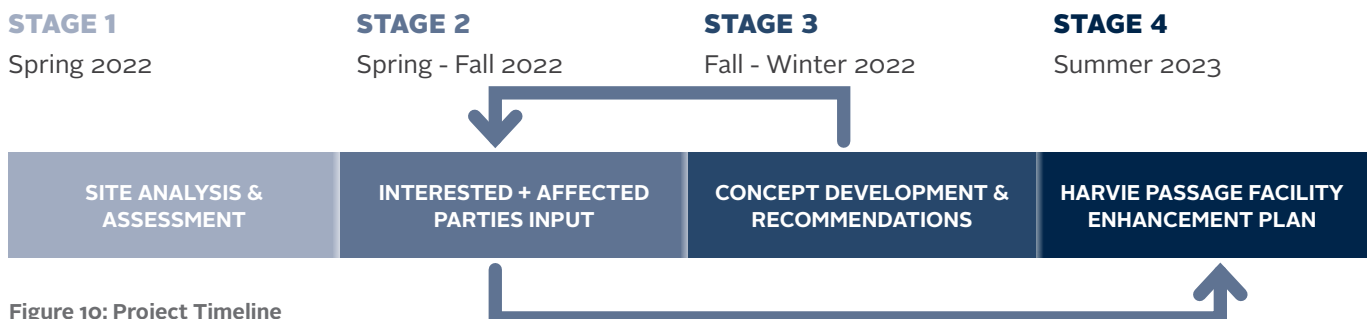 STAGE 1
Spring 2022
STAGE 2
Spring - Fall 2022
STAGE 3
Fall - Winter 2022
STAGE 4
Summer 2023
SITE ANALYSIS &
ASSESSMENT
INTERESTED + AFFECTED
PARTIES INPUT
CONCEPT DEVELOPMENT &
RECOMMENDATIONS
HARVIE PASSAGE FACILITY
ENHANCEMENT PLAN
Figure 10: Project Timeline